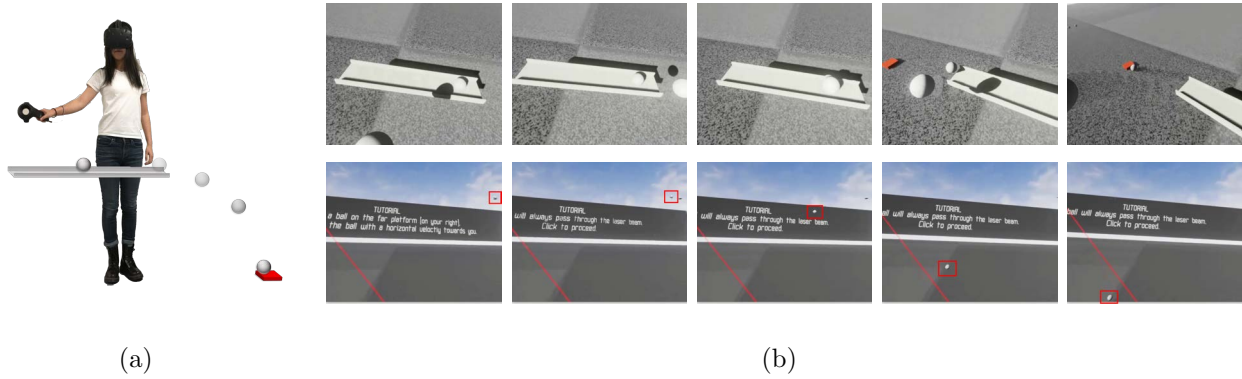 TUTORIAL
a ball on the far platform (on your right)
the ball with a horizontal velocity towards you.
TUTORIAL
will always pass through the laser beam.
Click to proceed.
TUTORIAL
will always pass through the laser beam.
Click to proceed.
TUTORIAL
ball will always pass through the laser beam.
Click to proceed.
TUTORIAL
ball will always pass through the laser beam.
Click to proceed.
(a)
(b)